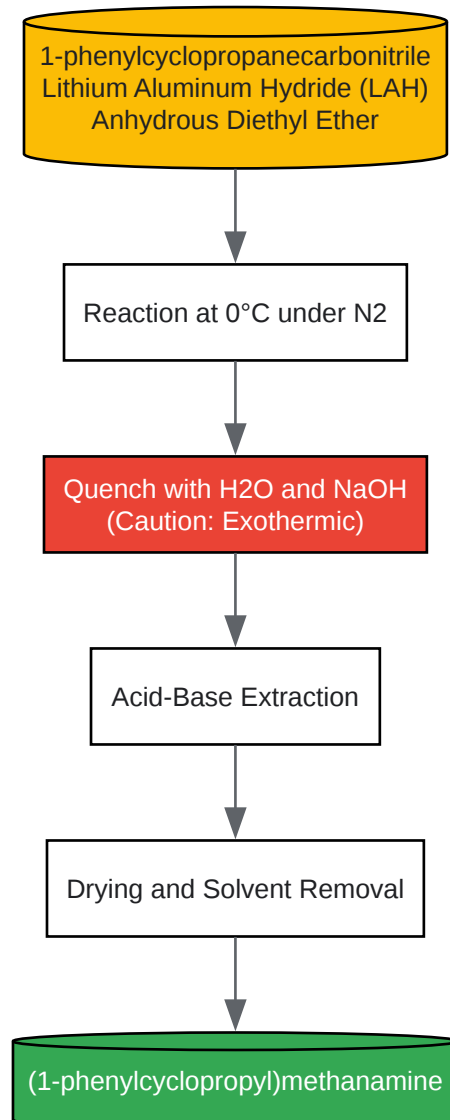 1-phenylcyclopropanecarbonitrile
Lithium Aluminum Hydride (LAH)
Anhydrous Diethyl Ether
Reaction at 0°C under N2
Quench with H2O and NaOH
(Caution: Exothermic)
Acid-Base Extraction
Drying and Solvent Removal
(1-phenylcyclopropyl)methanamine